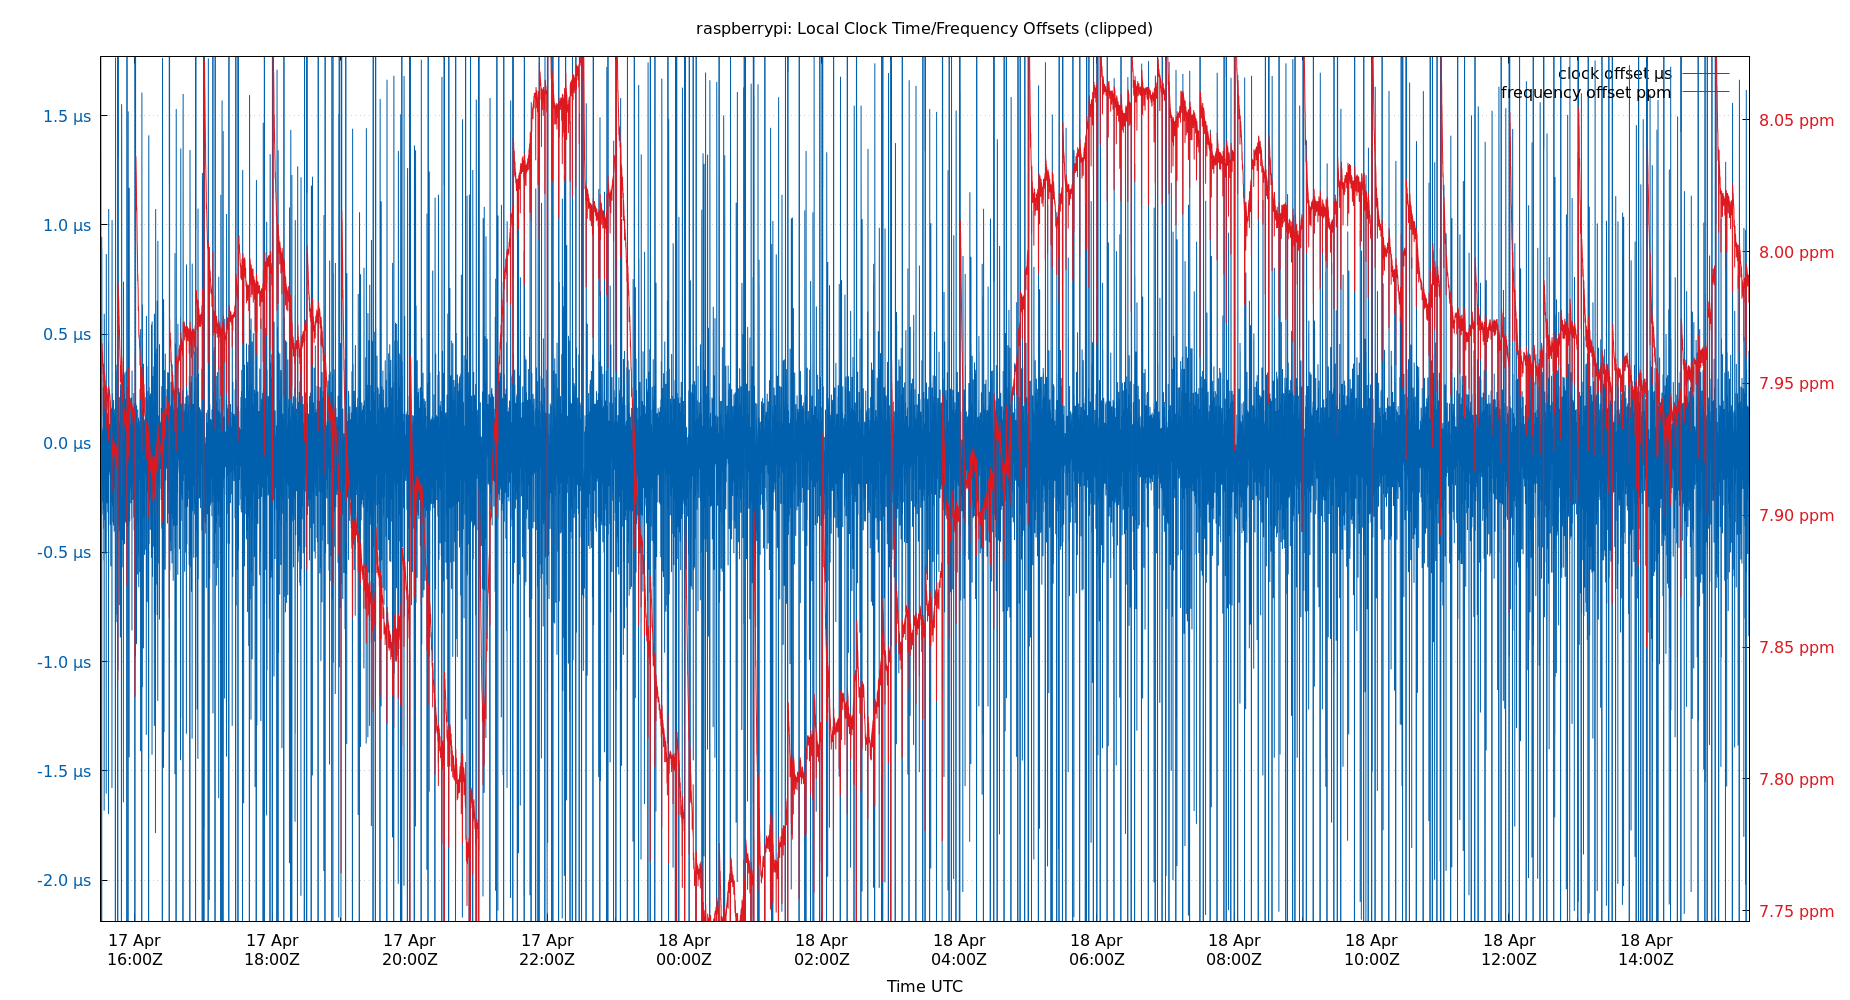 raspberrypi: Local Clock Time/Frequency Offsets (clipped)
clock offset µs
frequency offset ppm
1.5 µs
1.0 µs
0.5 µs
0.0 µs
-0.5 µs
-1.0 µs
-1.5 µs
-2.0 µs
8.05 ppm
8.00 ppm
7.95 ppm
7.90 ppm
7.85 ppm
7.80 ppm
7.75 ppm
17 Apr 17 Apr 17 Apr 17 Apr 18 Apr 18 Apr 18 Apr 18 Apr 18 Apr 18 Apr 18 Apr 18 Apr
16:00Z 18:00Z 20:00Z 22:00Z 00:00Z 02:00Z 04:00Z 06:00Z 08:00Z 10:00Z 12:00Z 14:00Z
Time UTC